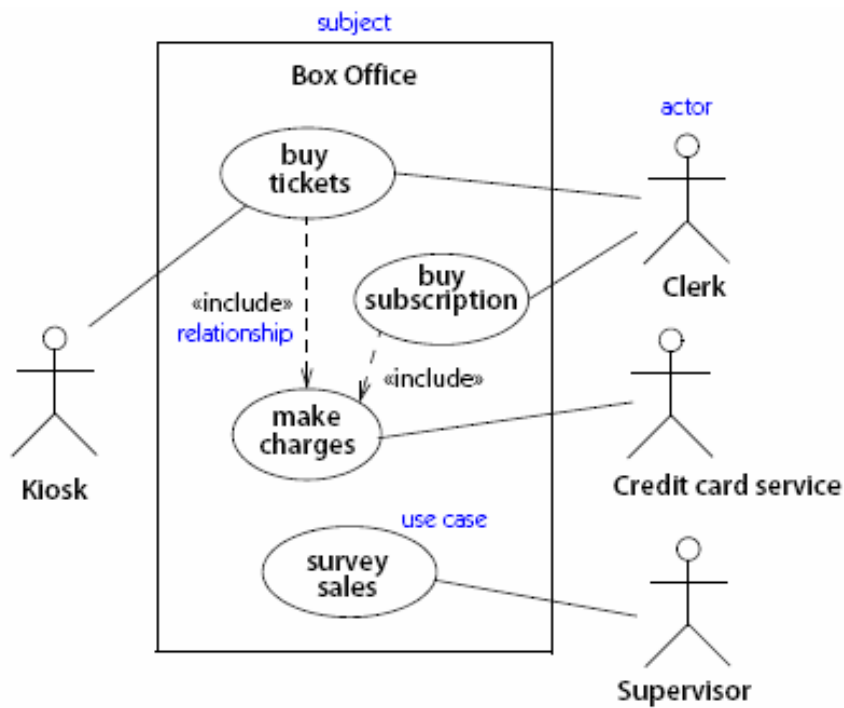 subject
Box Office
actor
buy
tickets
buy
subscription
Clerk
«include»
relationship
«include»
make
charges
Kiosk
Credit card service
use case
survey
sales
Supervisor